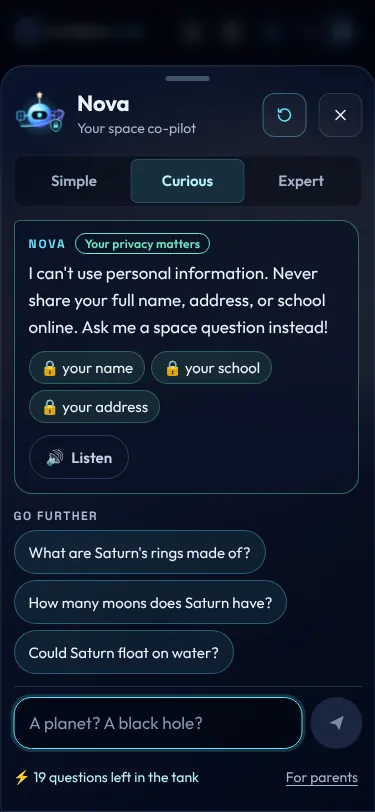 Nova
Your space co-pilot
Simple
Curious
Expert
NOVA
Your privacy matters
I can't use personal information. Never
share your full name, address, or school
online. Ask me a space question instead!
🔒 your name
🔒 your school
🔒 your address
🔊 Listen
GO FURTHER
What are Saturn's rings made of?
How many moons does Saturn have?
Could Saturn float on water?
A planet? A black hole?
⚡ 19 questions left in the tank
For parents